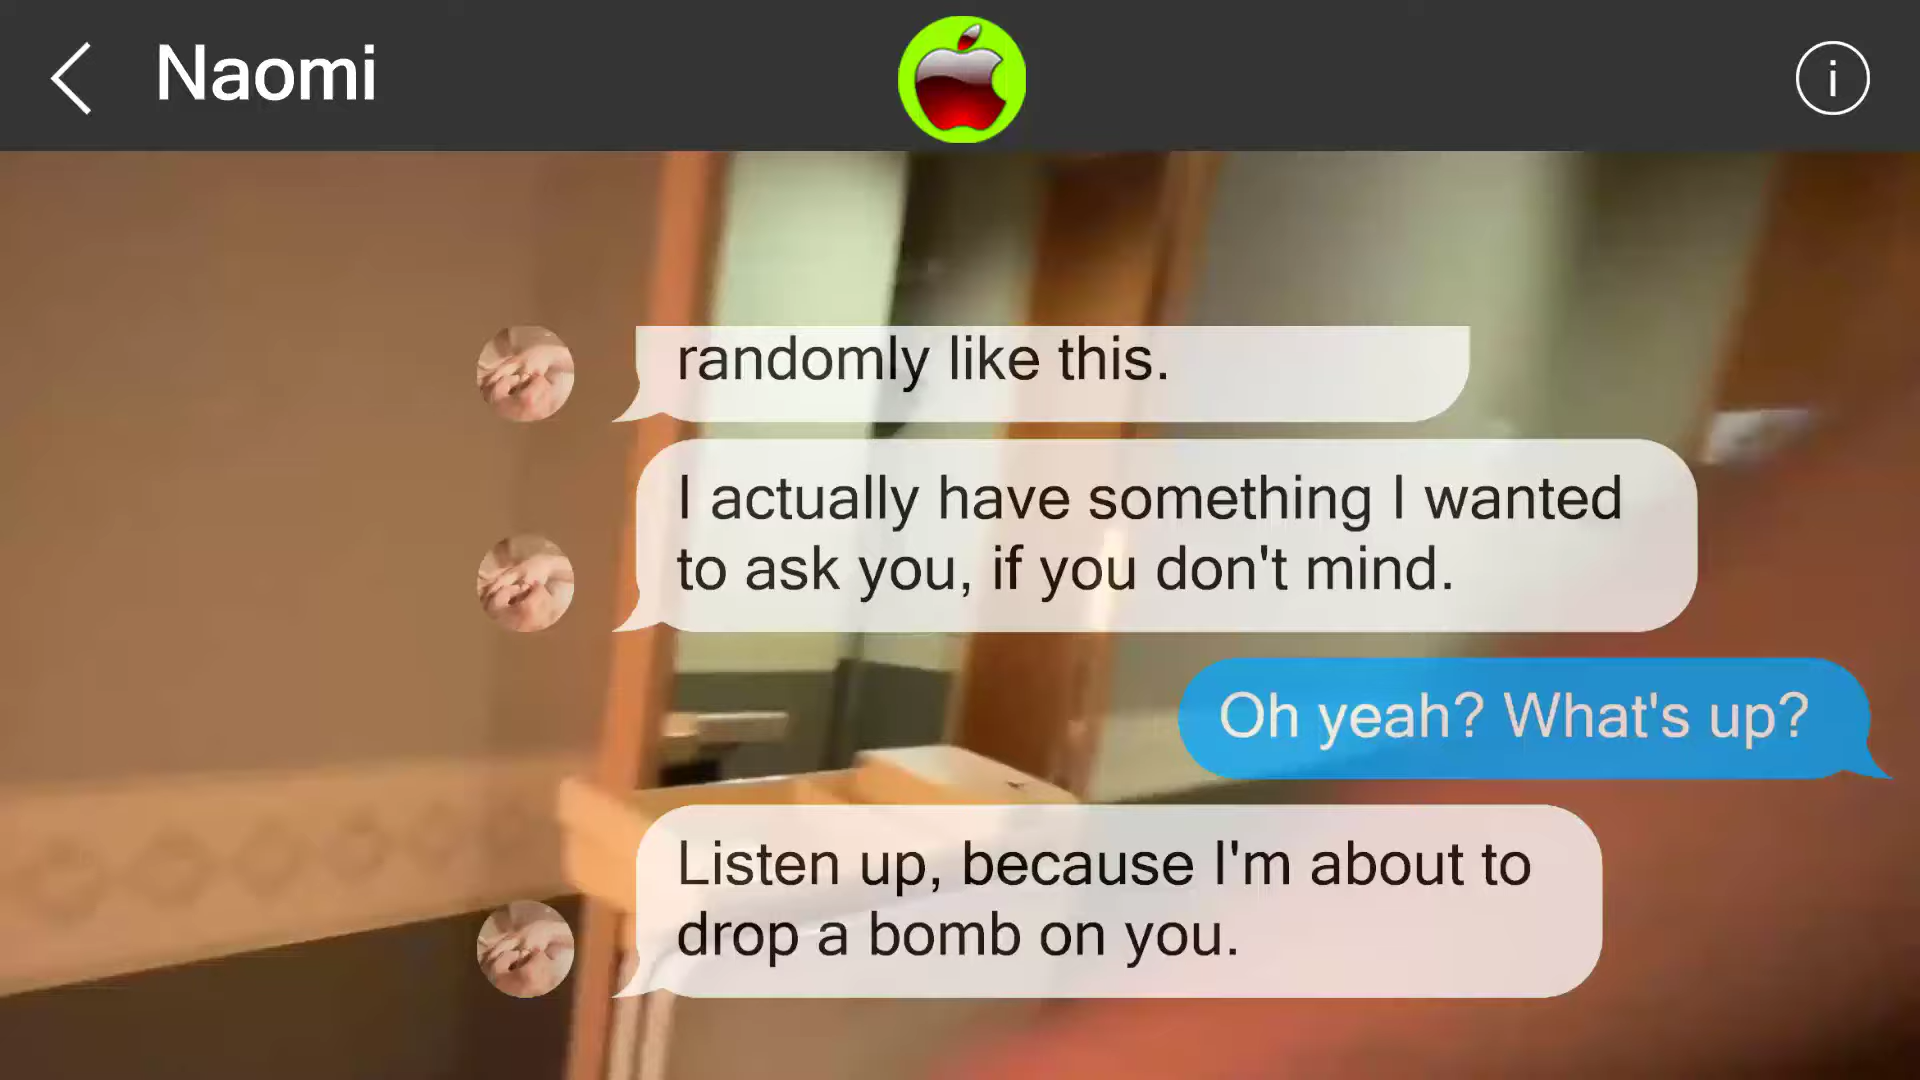 Naomi
randomly like this.
I actually have something I wanted
to ask you, if you don't mind.
Oh yeah? What's up?
Listen up, because I'm about to
drop a bomb on you.